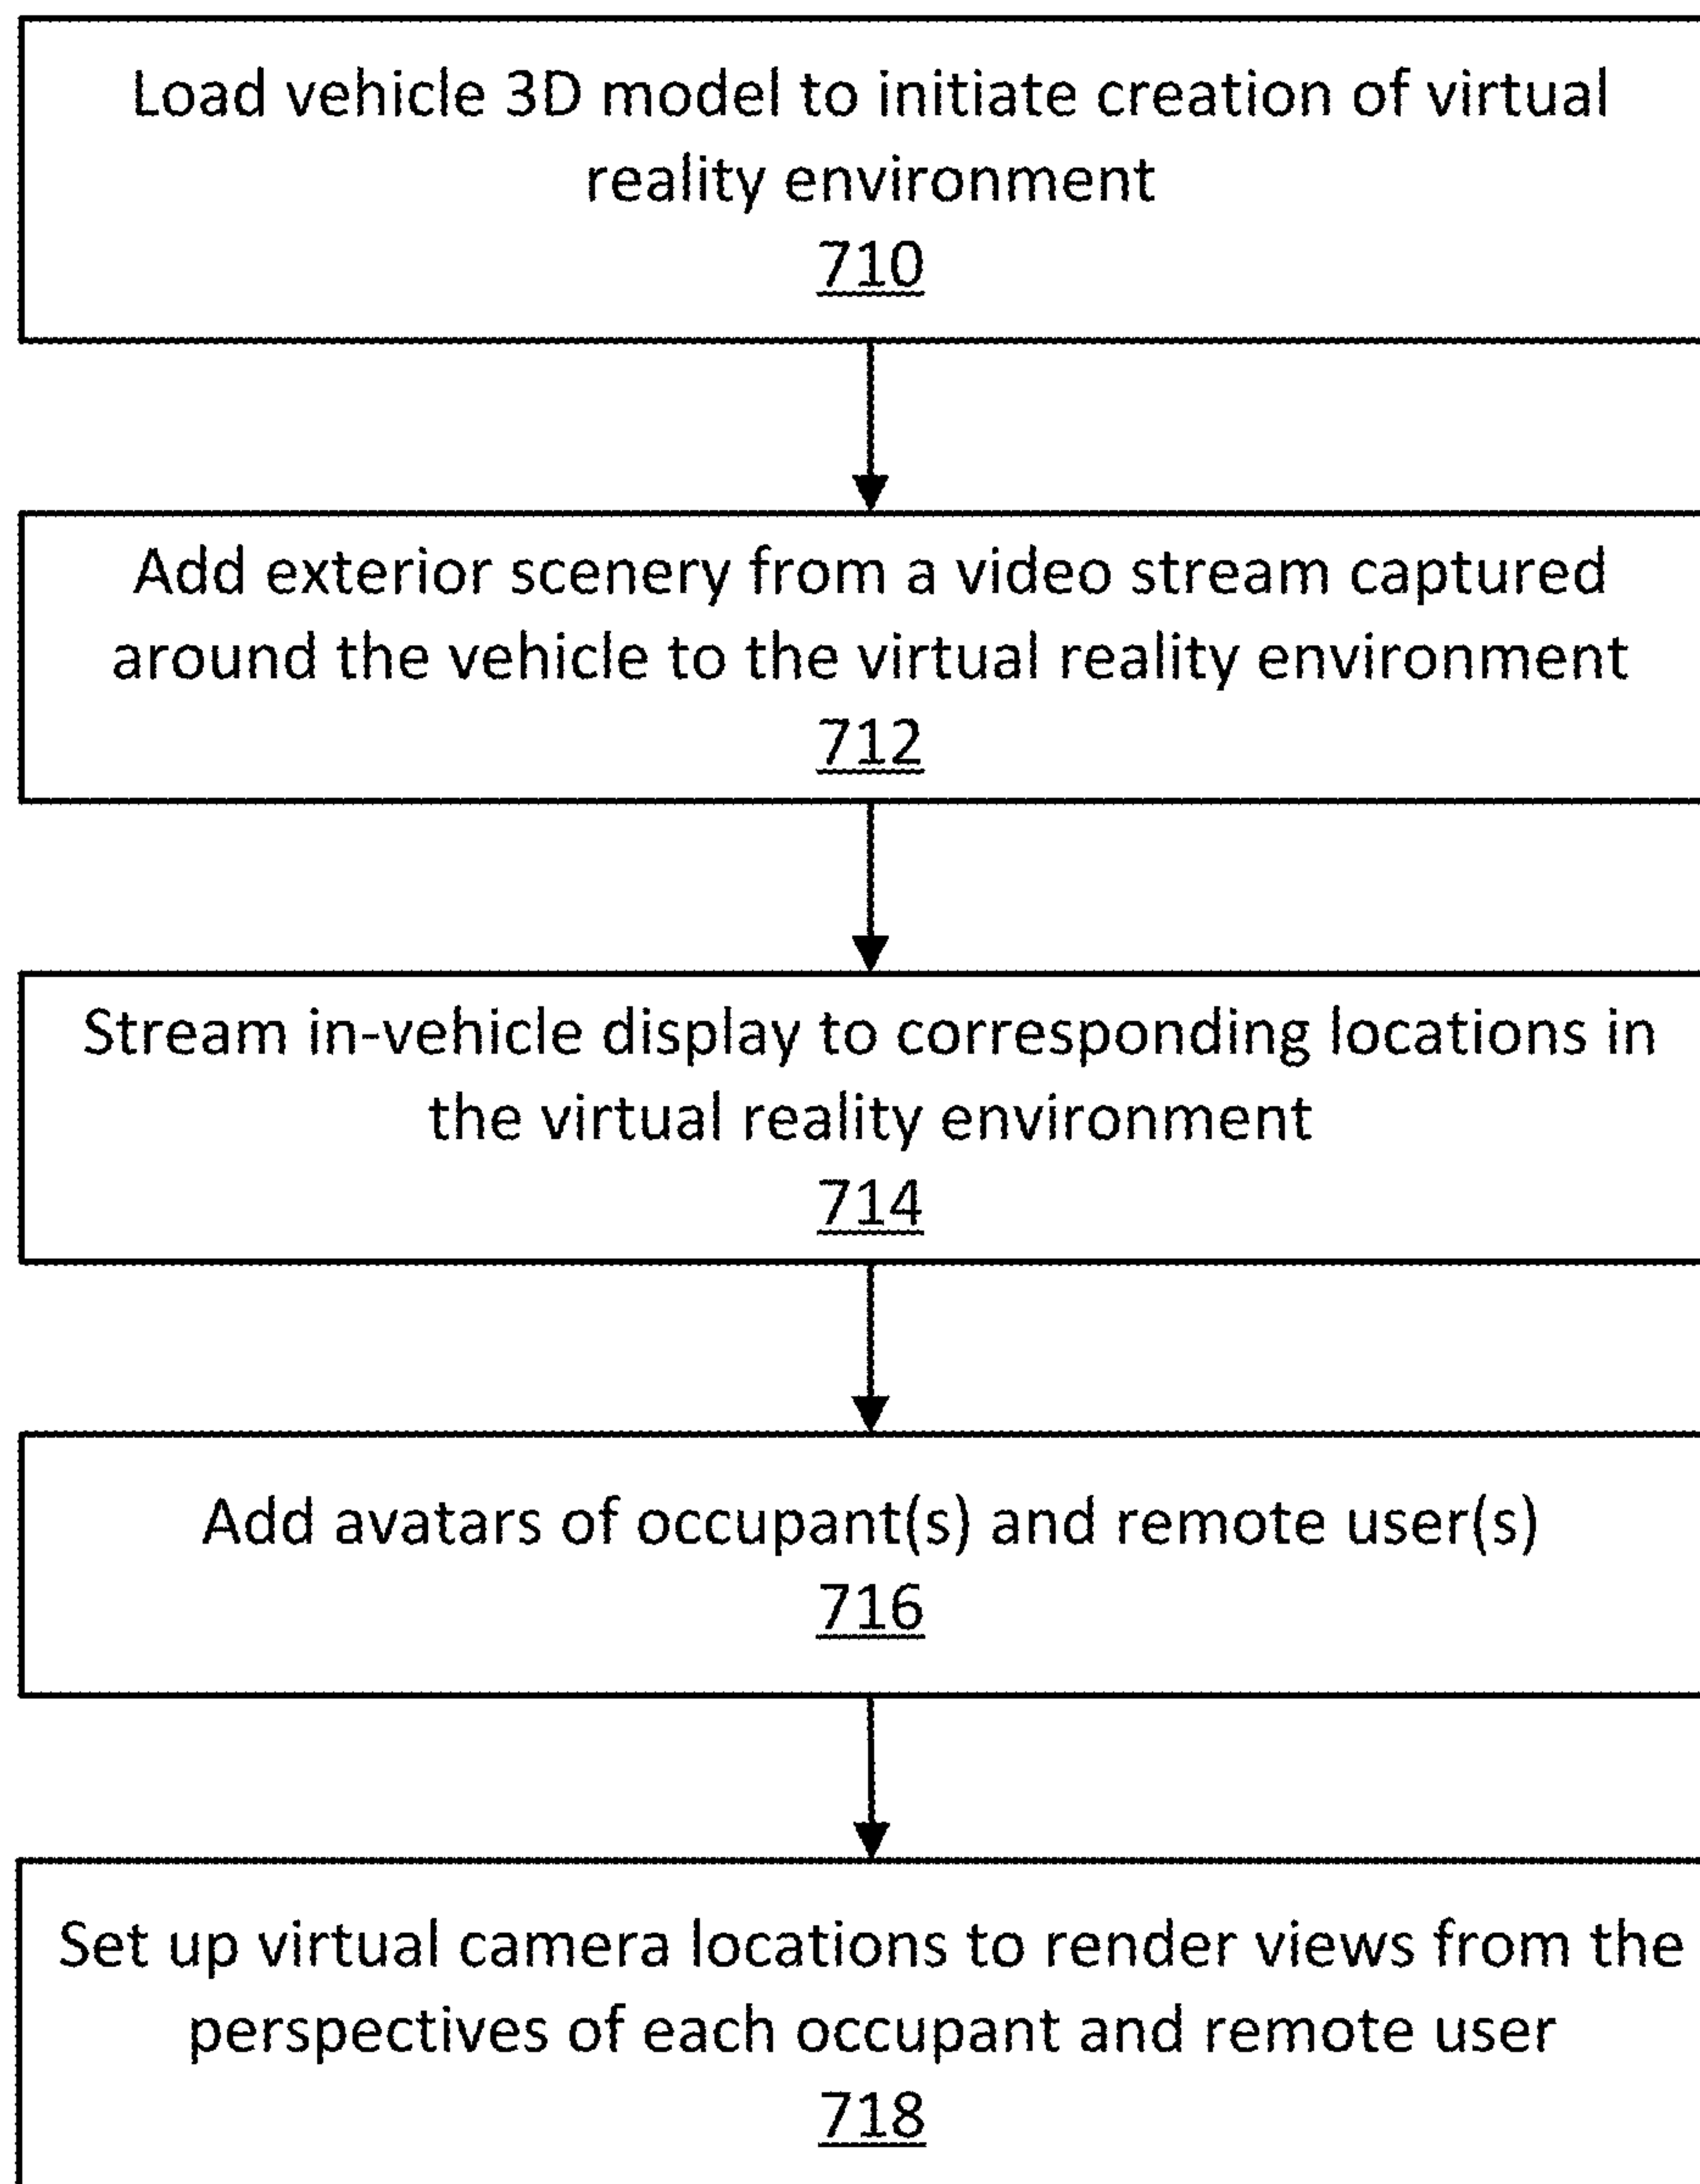 Load vehicle 3D model to initiate creation of virtual
reality environment
710
Add exterior scenery from a video stream captured
around the vehicle to the virtual reality environment
712
Stream in-vehicle display to corresponding locations in
the virtual reality environment
714
Add avatars of occupant(s) and remote user(s)
716
Set up virtual camera locations to render views from the
perspectives of each occupant and remote user
718